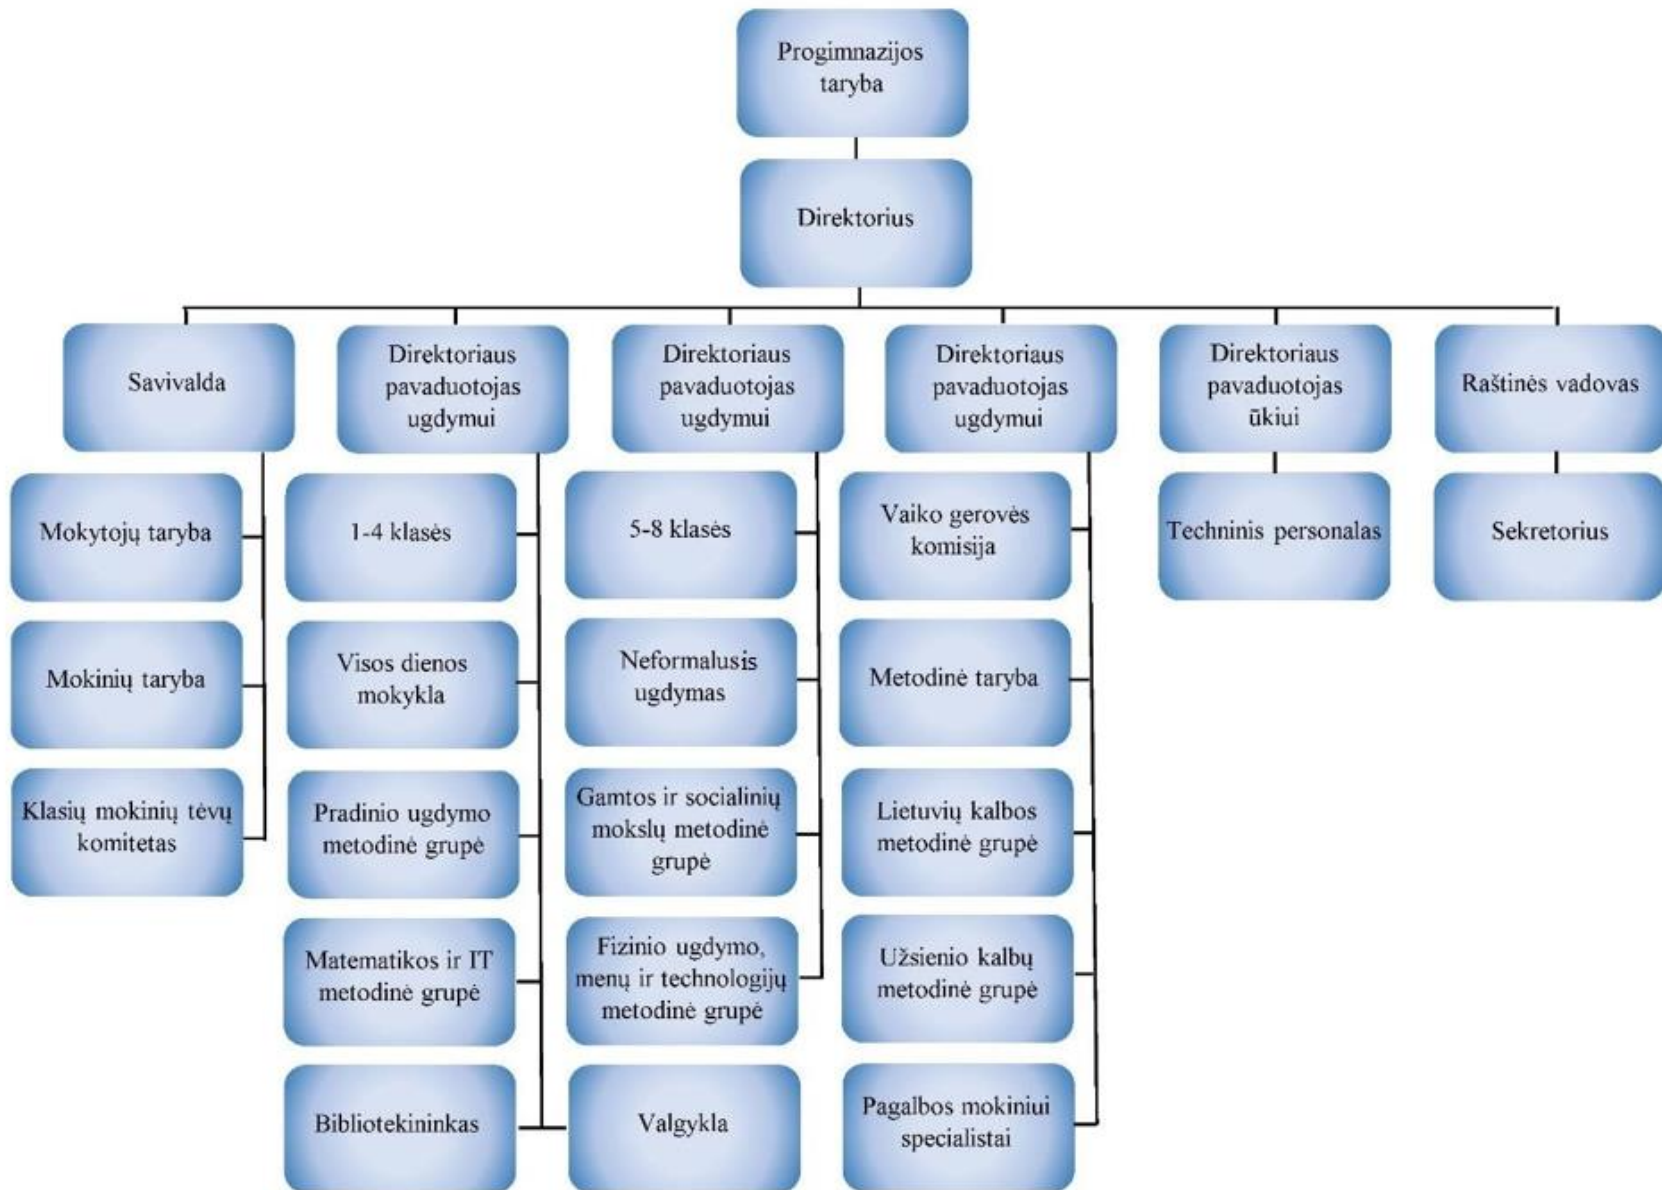 Progimnazijos
taryba
Direktorius
Savivalda
Direktoriaus
pavaduotojas
ugdymui
Direktoriaus
pavaduotojas
ugdymui
Direktoriaus
pavaduotojas
ugdymui
Direktoriaus
pavaduotojas
ūkiui
Raštinės vadovas
Mokytojų taryba
1-4 klasės
5-8 klasės
Vaiko gerovės
komisija
Techninis personalas
Sekretorius
Mokinių taryba
Visos dienos
mokykla
Neformalusis
ugdymas
Metodinė taryba
Klasių mokinių tėvų
komitetas
Pradinio ugdymo
metodinė grupė
Gamtos ir socialinių
mokslų metodinė
grupė
Lietuvių kalbos
metodinė grupė
Matematikos ir IT
metodinė grupė
Fizinio ugdymo,
menų ir technologijų
metodinė grupė
Užsienio kalbų
metodinė grupė
Bibliotekininkas
Valgykla
Pagalbos mokiniui
specialistai